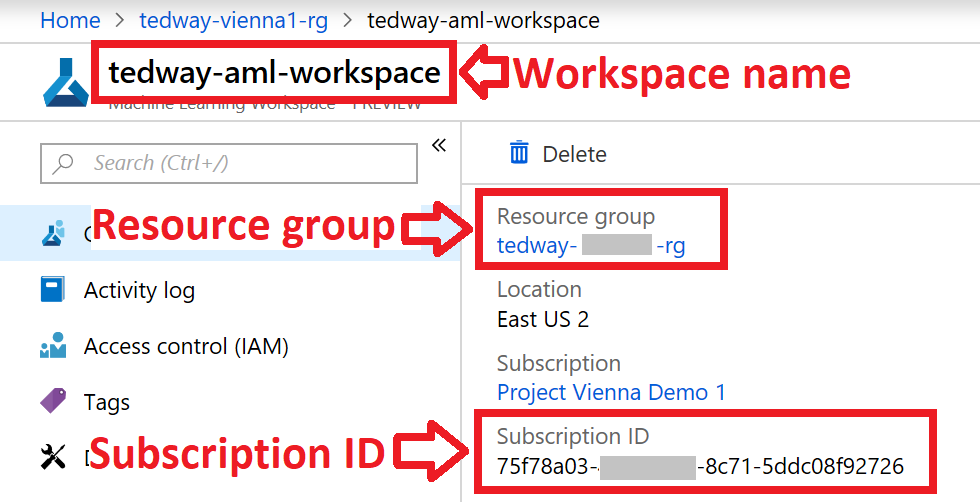 Home > tedway-vienna1-rg > tedway-aml-workspace
tedway-aml-workspace
Workspace name
Machine Learning Workspace - PREVIEW
Search (Ctrl+/)
«
Delete
Resource group
Resource group
tedway- -rg
Activity log
Location
East US 2
Access control (IAM)
Subscription
Project Vienna Demo 1
Tags
Subscription ID
Subscription ID
75f78a03- -8c71-5ddc08f92726